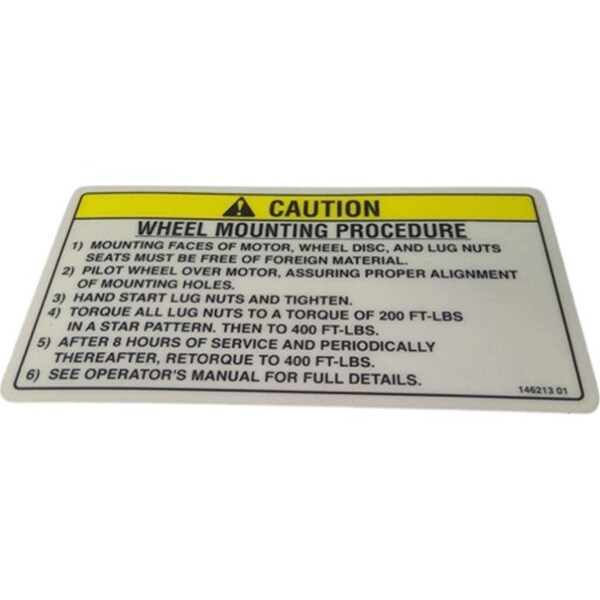 CAUTION
WHEEL MOUNTING PROCEDURE
1) MOUNTING FACES OF MOTOR, WHEEL DISC, AND LUG NUTS
SEATS MUST BE FREE OF FOREIGN MATERIAL.
2) PILOT WHEEL OVER MOTOR, ASSURING PROPER ALIGNMENT
OF MOUNTING HOLES.
3) HAND START LUG NUTS AND TIGHTEN.
4) TORQUE ALL LUG NUTS TO A TORQUE OF 200 FT-LBS
IN A STAR PATTERN. THEN TO 400 FT-LBS.
5) AFTER 8 HOURS OF SERVICE AND PERIODICALLY
THEREAFTER, RETORQUE TO 400 FT-LBS.
6) SEE OPERATOR'S MANUAL FOR FULL DETAILS.
146213 01